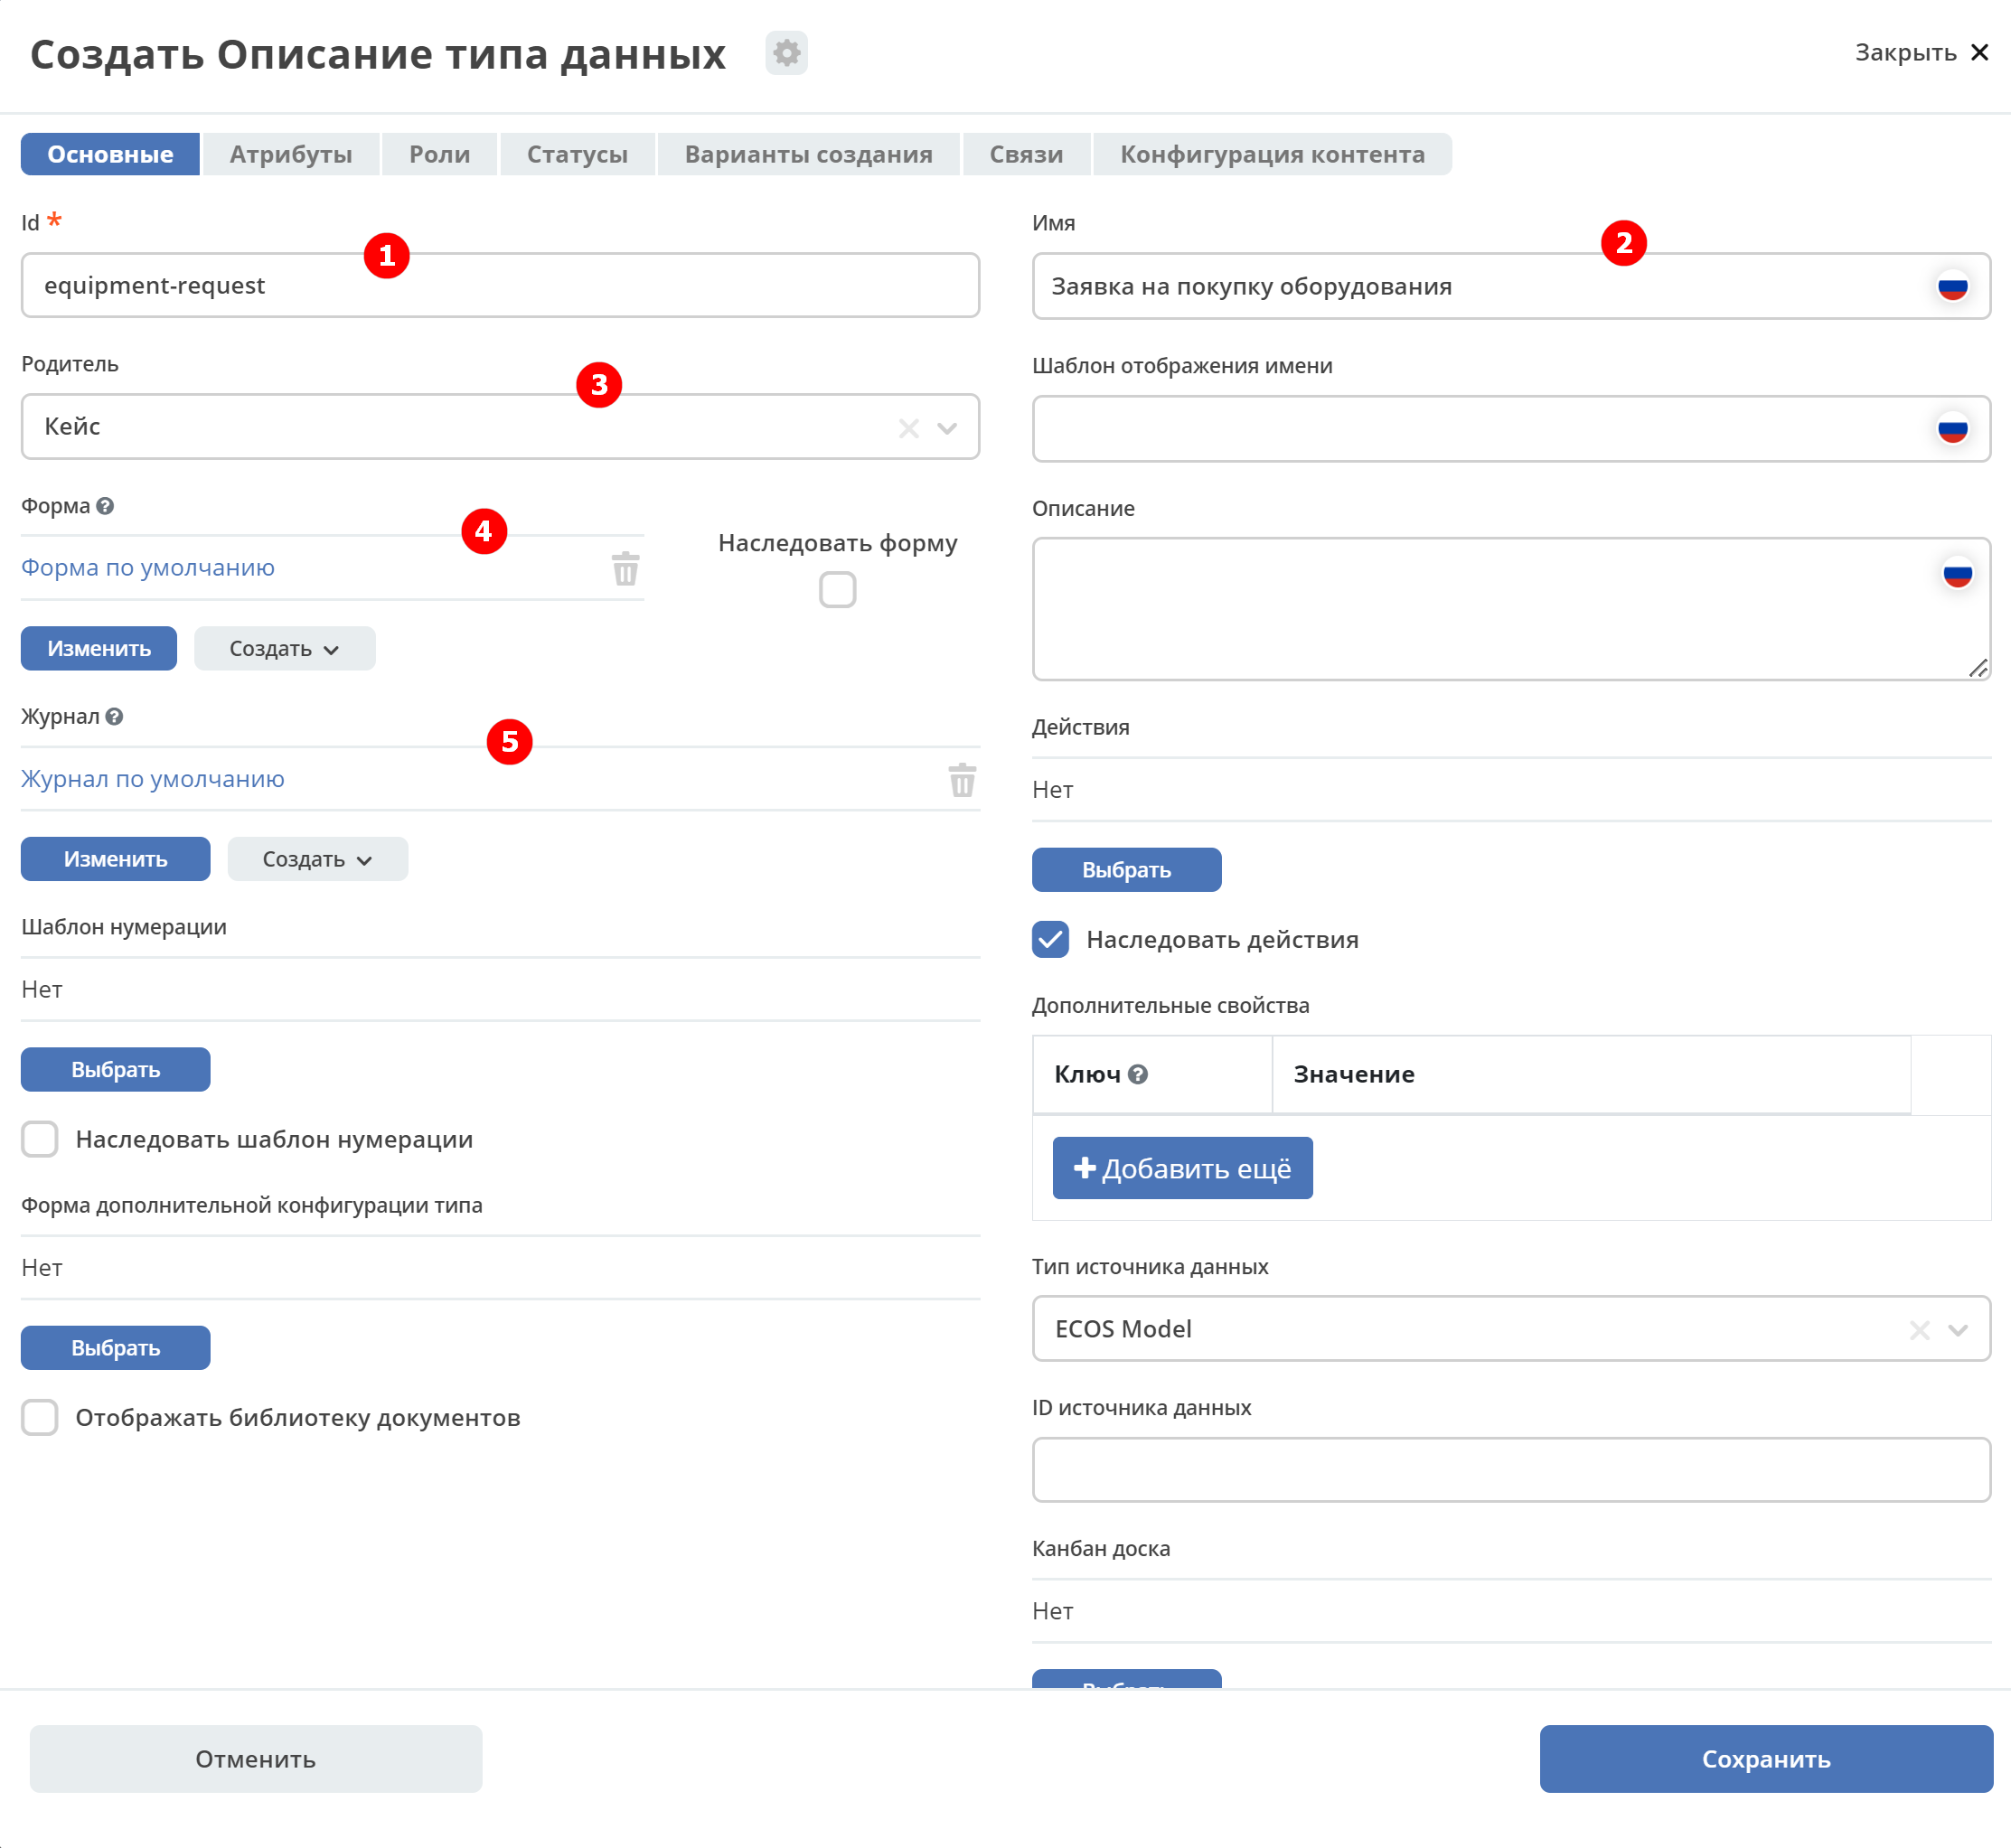 Создать Описание типа данных
Закрыть
Основные
Атрибуты
Роли
Статусы
Варианты создания
Связи
Конфигурация контента
Id *
1
equipment-request
Родитель
3
Кейс
Форма
4
Форма по умолчанию
Наследовать форму
Изменить
Создать
Журнал
5
Журнал по умолчанию
Изменить
Создать
Шаблон нумерации
Нет
Выбрать
Наследовать шаблон нумерации
Форма дополнительной конфигурации типа
Нет
Выбрать
Отображать библиотеку документов
Имя
2
Заявка на покупку оборудования
Шаблон отображения имени
Описание
Действия
Нет
Выбрать
Наследовать действия
Дополнительные свойства
Ключ
Значение
Добавить ещё
Тип источника данных
ECOS Model
ID источника данных
Канбан доска
Нет
Выбрать
Отменить
Сохранить